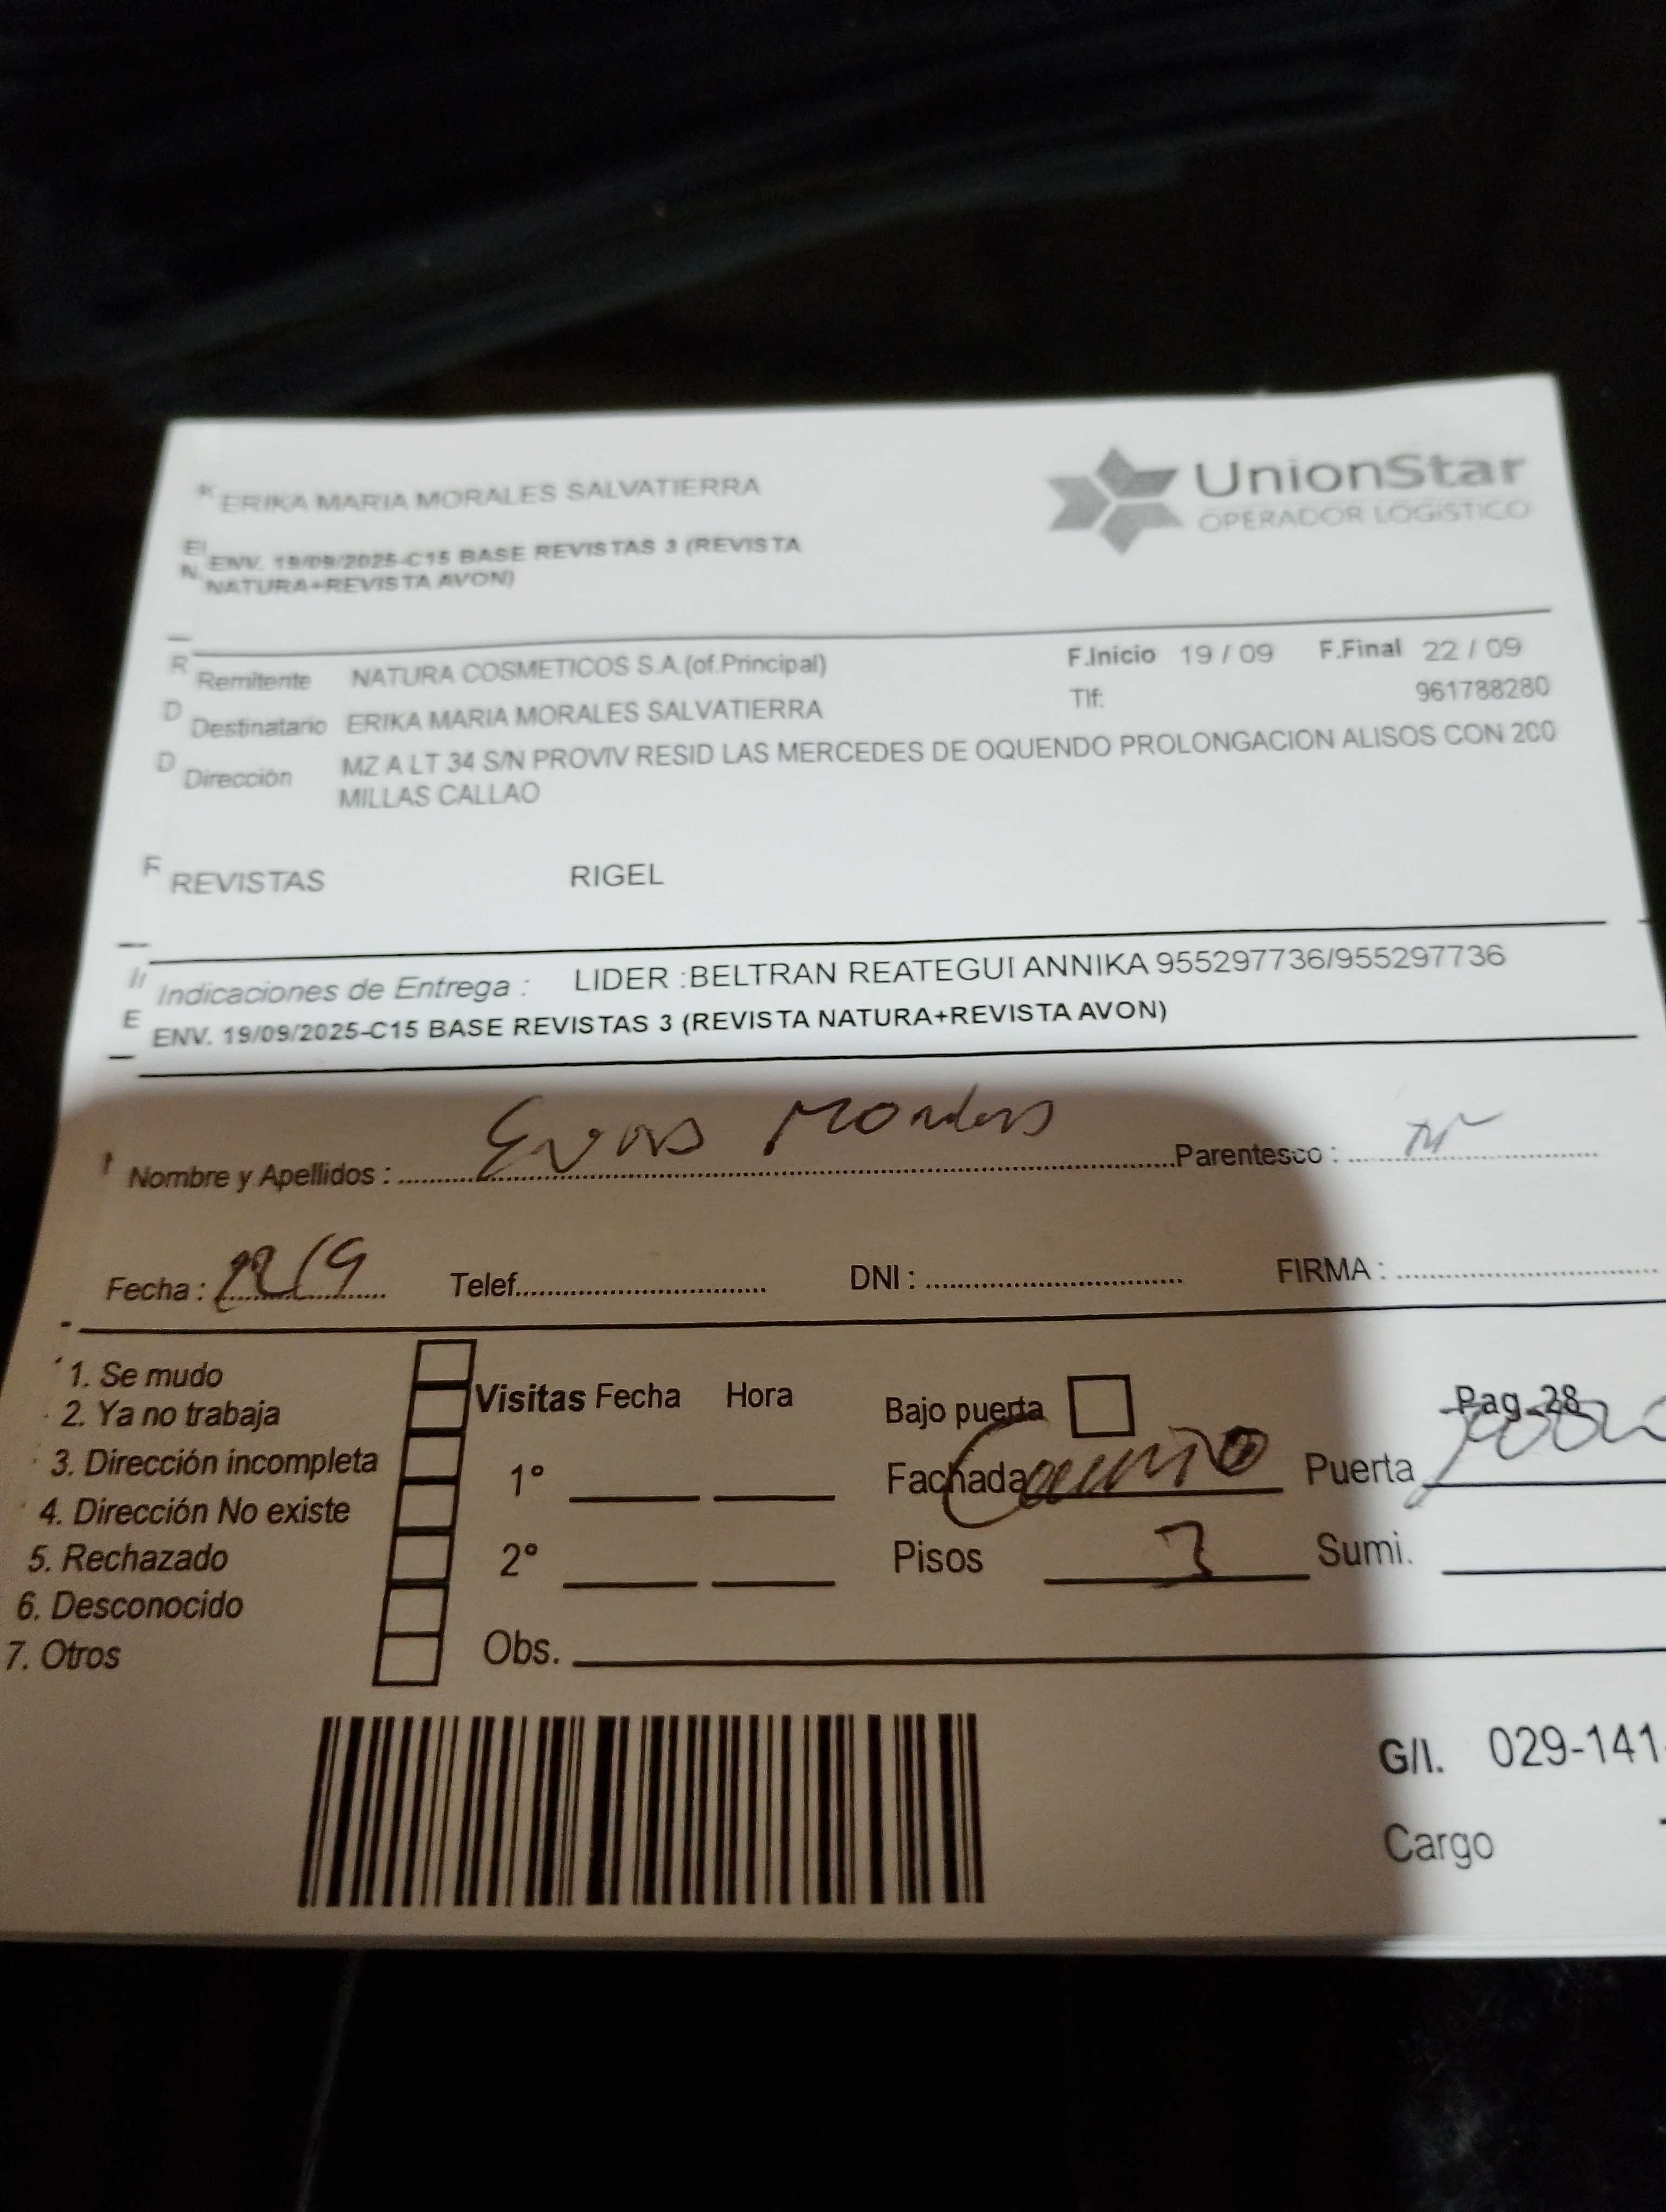 ERIKA MARIA MORALES SALVATIERRA
UnionStar
OPERADOR LOGÍSTICO
ENV. 19/09/2025-C15 BASE REVISTAS 3 (REVISTA
NATURA+REVISTA AVON)
Remitente NATURA COSMETICOS S.A.(of.Principal) F.Inicio 19 / 09 F.Final 22 / 09
Destinatario ERIKA MARIA MORALES SALVATIERRA Tlf: 961788280
Dirección MZ A LT 34 S/N PROVIV RESID LAS MERCEDES DE OQUENDO PROLONGACION ALISOS CON 200
MILLAS CALLAO
REVISTAS RIGEL
Indicaciones de Entrega : LIDER :BELTRAN REATEGUI ANNIKA 955297736/955297736
ENV. 19/09/2025-C15 BASE REVISTAS 3 (REVISTA NATURA+REVISTA AVON)
Nombre y Apellidos : Morales Parentesco :
Fecha : Telef. DNI : FIRMA :
1. Se mudo
2. Ya no trabaja
3. Dirección incompleta
4. Dirección No existe
5. Rechazado
6. Desconocido
7. Otros
Visitas Fecha Hora
1°
2°
Obs.
Bajo puerta Pag. 28
Fachada Puerta
Pisos 3 Sumi.
G/I. 029-141
Cargo